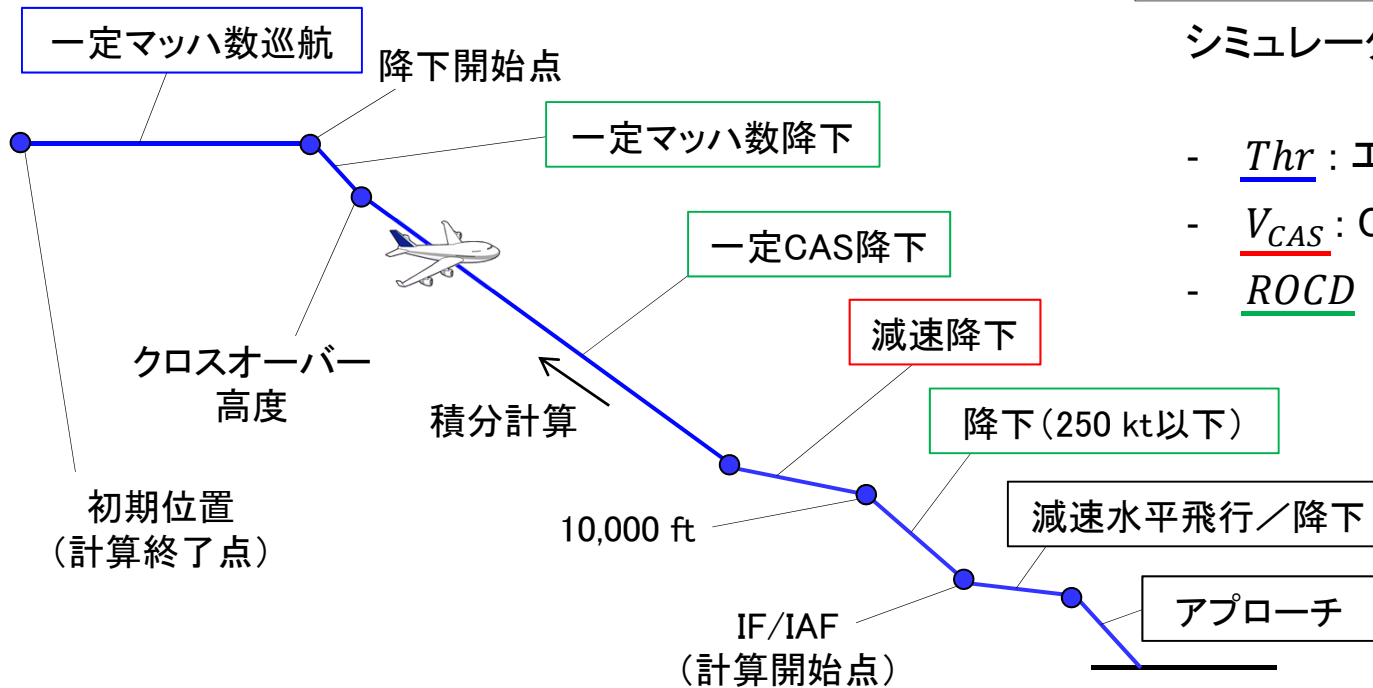 一定マッハ数巡航
降下開始点
一定マッハ数降下
一定CAS降下
減速降下
クロスオーバー
高度
積分計算
降下(250 kt以下)
初期位置
(計算終了点)
10,000 ft
減速水平飛行/降下
アプローチ
IF/IAF
(計算開始点)
シミュレー
- Thr : エ
- V_CAS : C
- ROCD